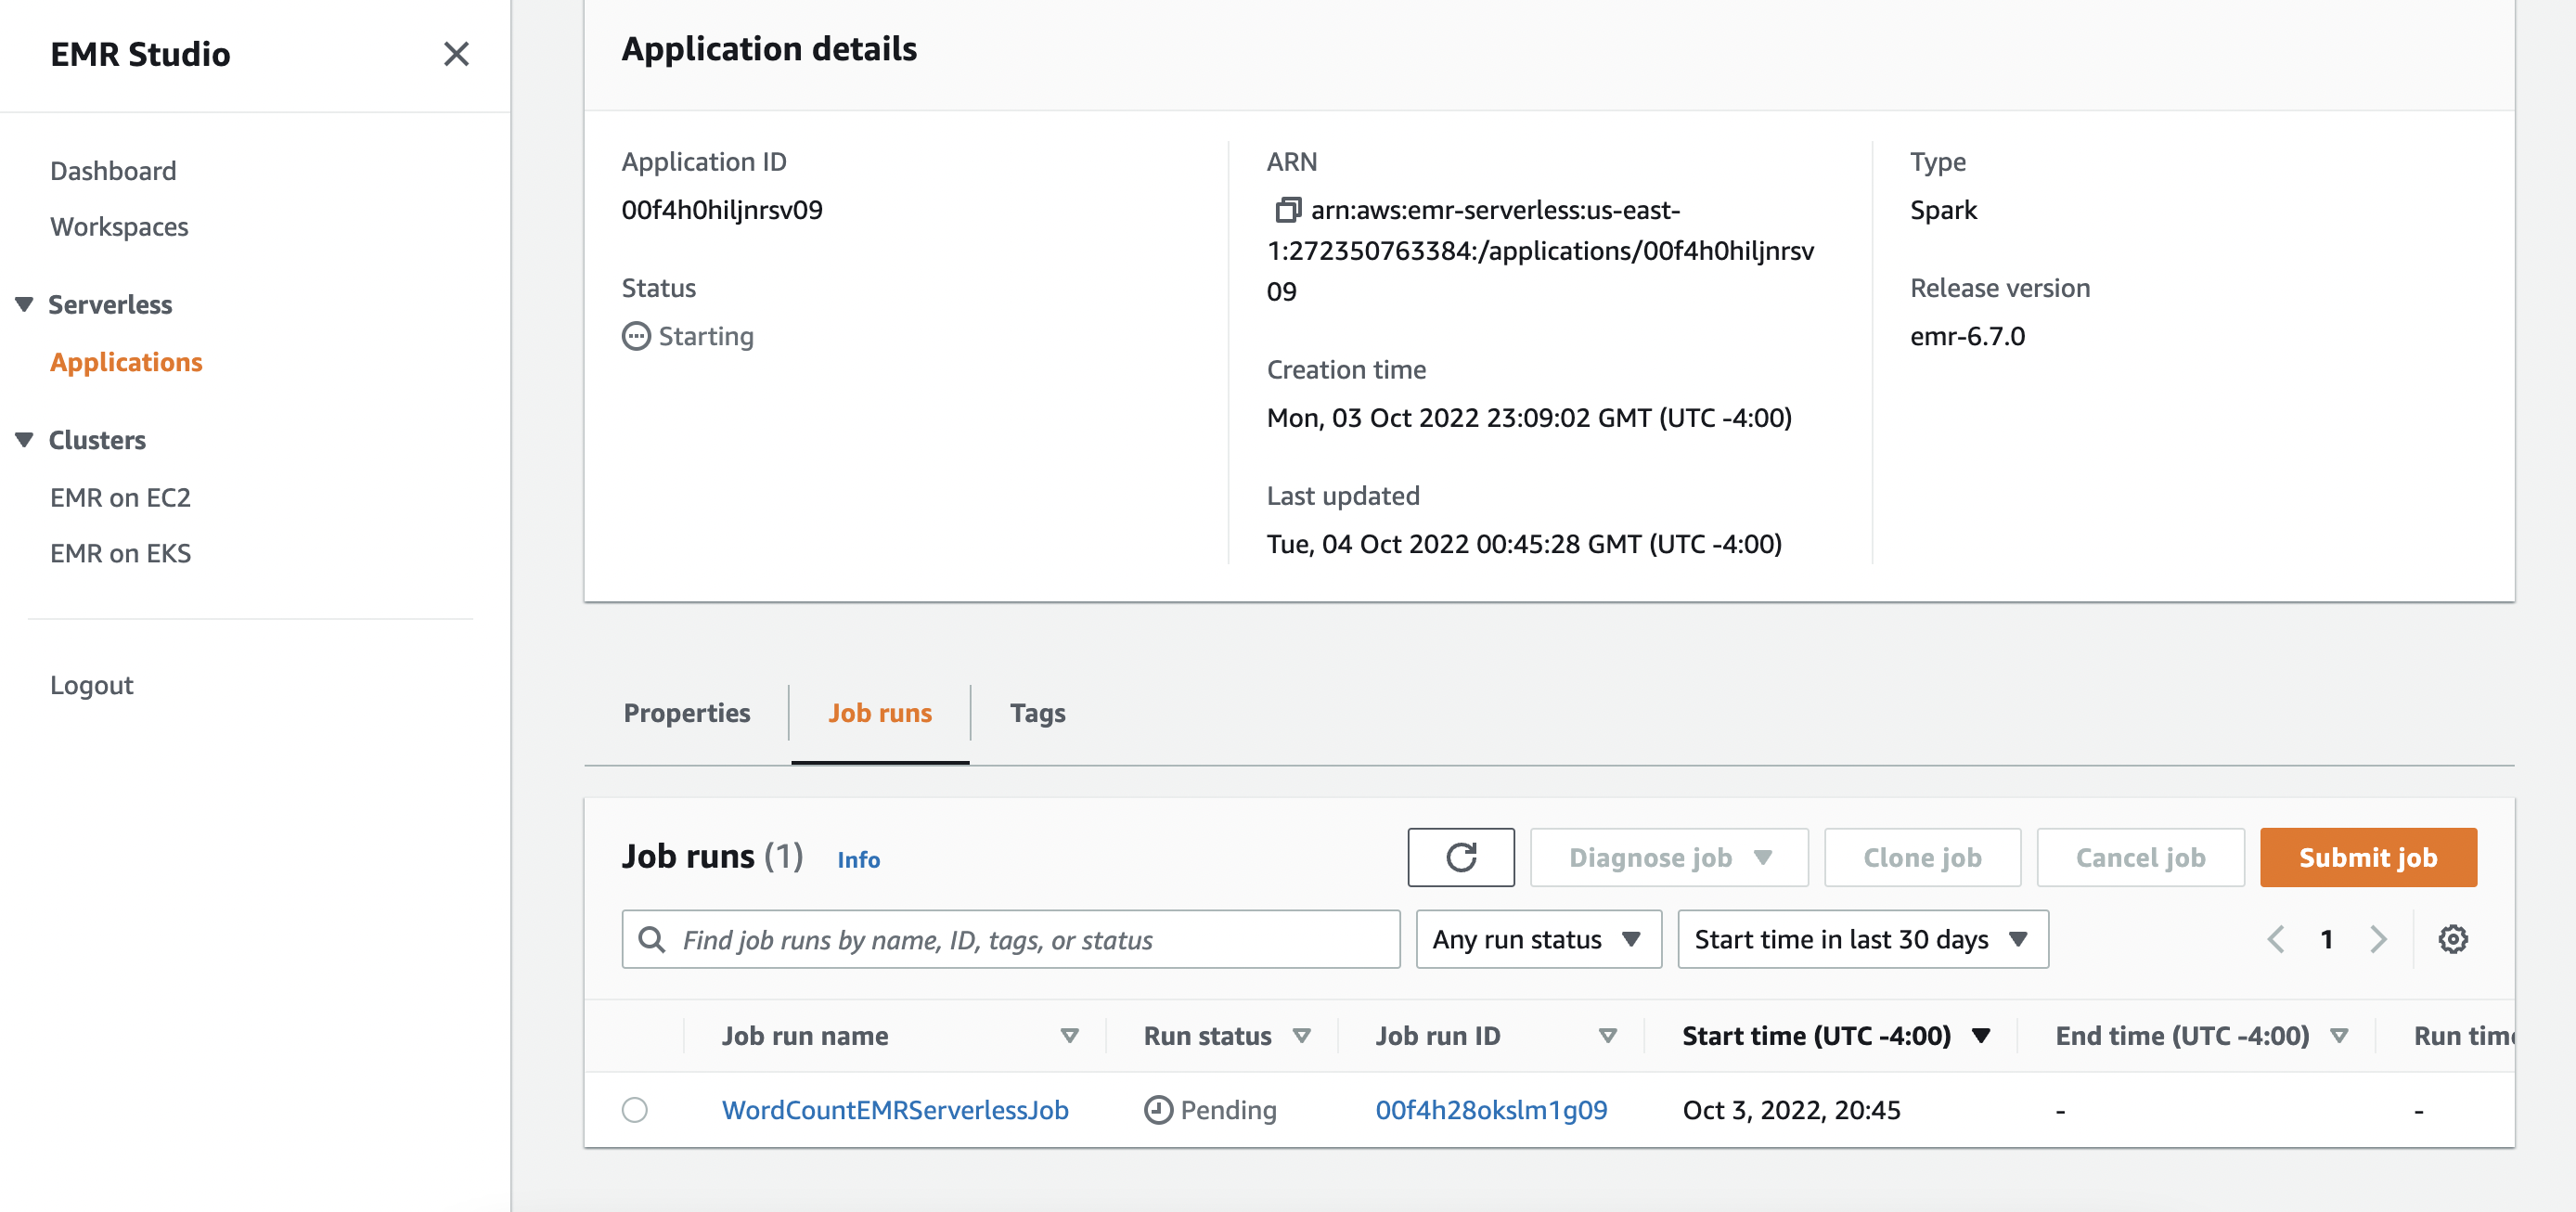 EMR Studio
Dashboard
Workspaces
Serverless
Applications
Clusters
EMR on EC2
EMR on EKS
Logout
Application details
Application ID
00f4h0hiljnrsv09
Status
Starting
ARN
arn:aws:emr-serverless:us-east-
1:272350763384:/applications/00f4h0hiljnrsv
09
Creation time
Mon, 03 Oct 2022 23:09:02 GMT (UTC -4:00)
Last updated
Tue, 04 Oct 2022 00:45:28 GMT (UTC -4:00)
Type
Spark
Release version
emr-6.7.0
Properties Job runs Tags
Job runs (1) Info Diagnose job Clone job Cancel job Submit job
Find job runs by name, ID, tags, or status Any run status Start time in last 30 days 1
Job run name Run status Job run ID Start time (UTC -4:00) End time (UTC -4:00) Run
WordCountEMRServerlessJob Pending 00f4h28okslm1g09 Oct 3, 2022, 20:45 - -